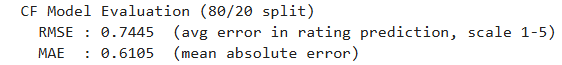 CF Model Evaluation (80/20 split)
RMSE : 0.7445 (avg error in rating prediction, scale 1-5)
MAE : 0.6105 (mean absolute error)